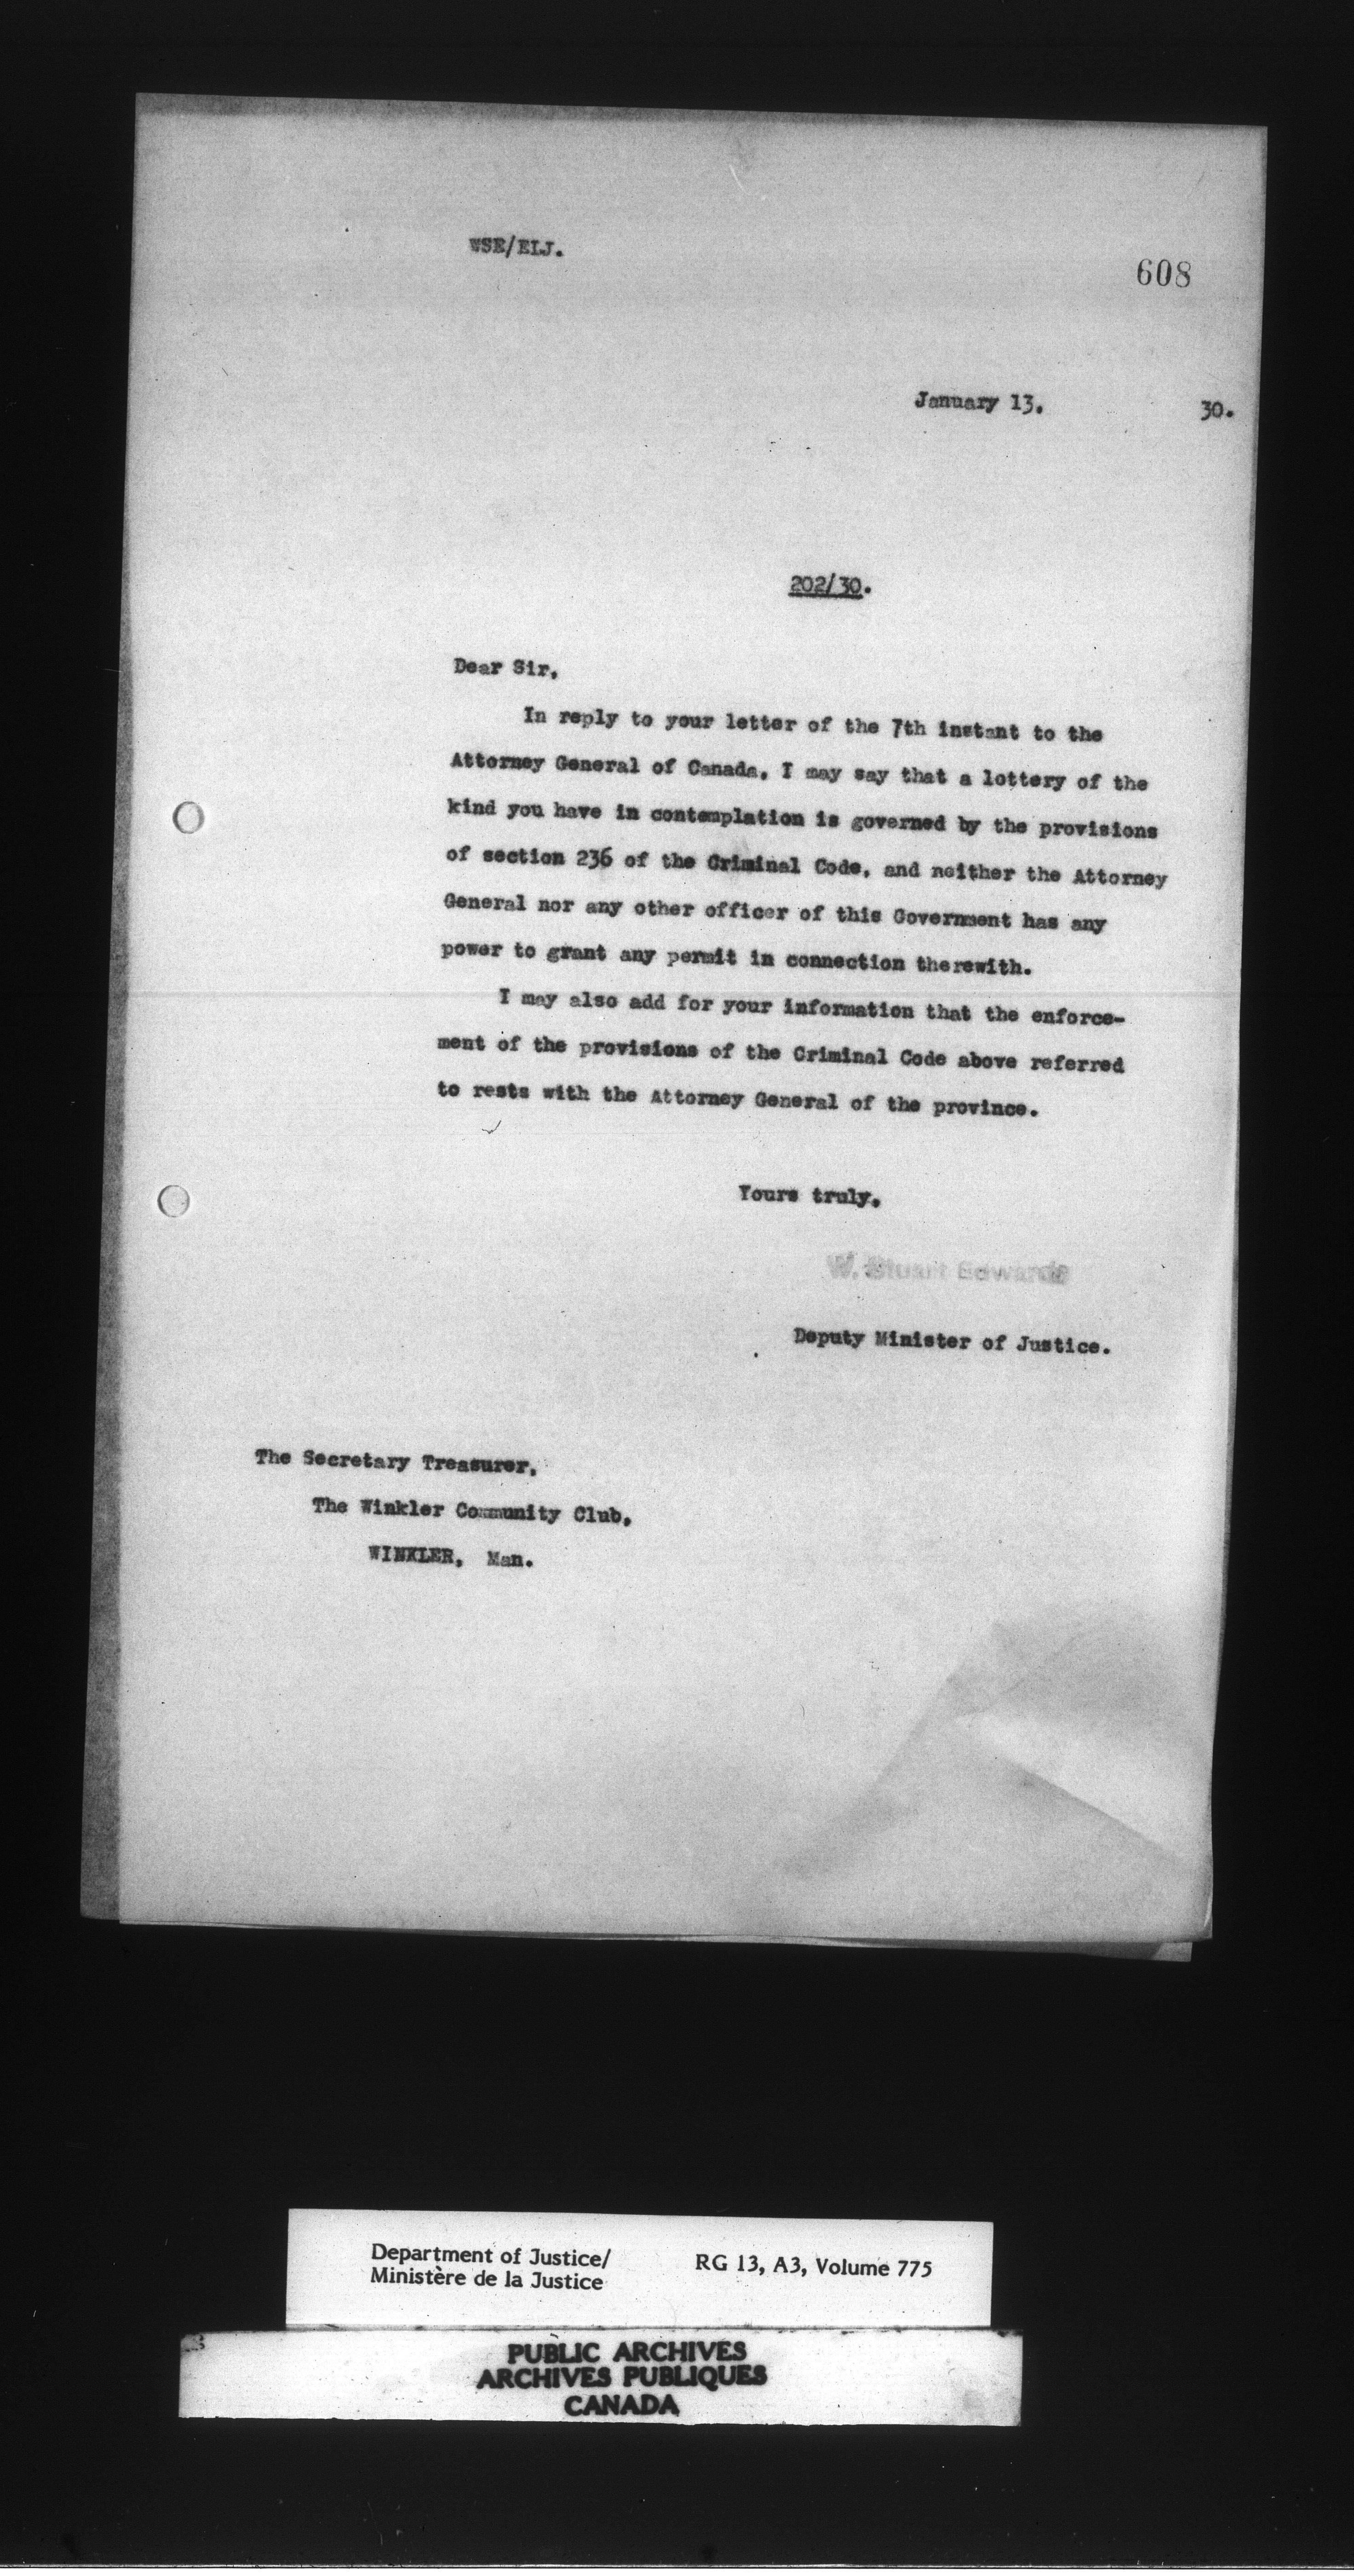 WSE/ELJ.
608
January 13. 30.
202/30.
Dear Sir,
In reply to your letter of the 7th instant to the
Attorney General of Canada, I may say that a lottery of the
kind you have in contemplation is governed by the provisions
of section 236 of the Criminal Code, and neither the Attorney
General nor any other officer of this Government has any
power to grant any permit in connection therewith.
I may also add for your information that the enforce-
ment of the provisions of the Criminal Code above referred
to rests with the Attorney General of the province.
Yours truly,
W. Stuart Edwards
Deputy Minister of Justice.
The Secretary Treasurer,
The Winkler Community Club,
WINKLER, Man.
Department of Justice/ RG 13, A3, Volume 775
Ministère de la Justice
PUBLIC ARCHIVES
ARCHIVES PUBLIQUES
CANADA